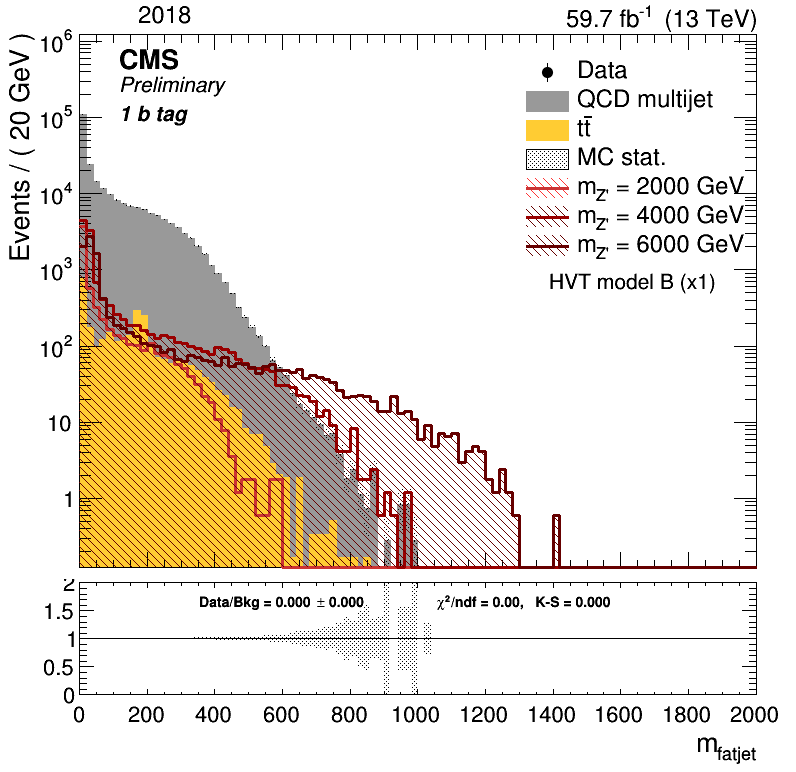 2018 59.7 fb⁻¹ (13 TeV)
CMS
Preliminary
1 b tag
Data
QCD multijet
tt̄
MC stat.
m_Z' = 2000 GeV
m_Z' = 4000 GeV
m_Z' = 6000 GeV
HVT model B (x1)
Events / ( 20 GeV )
10⁶
10⁵
10⁴
10³
10²
10
1
Data/Bkg = 0.000 ± 0.000 χ²/ndf = 0.00, K-S = 0.000
2
1.5
1
0.5
0
0 200 400 600 800 1000 1200 1400 1600 1800 2000
m_fatjet